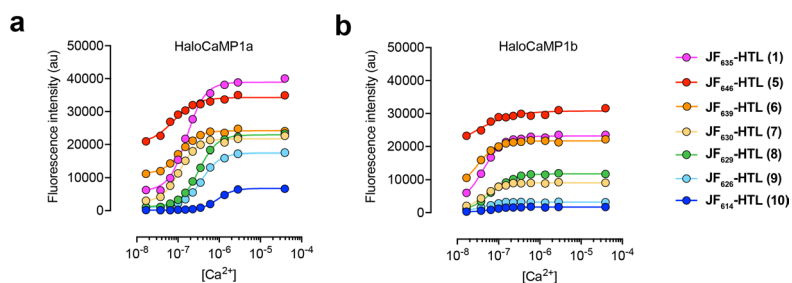 a
HaloCaMP1a
Fluorescence intensity (au)
50000
40000
30000
20000
10000
0
10-8 10-7 10-6 10-5 10-4
[Ca2+]
b
HaloCaMP1b
Fluorescence intensity (au)
50000
40000
30000
20000
10000
0
10-8 10-7 10-6 10-5 10-4
[Ca2+]
JF635-HTL (1)
JF646-HTL (5)
JF639-HTL (6)
JF630-HTL (7)
JF629-HTL (8)
JF626-HTL (9)
JF614-HTL (10)